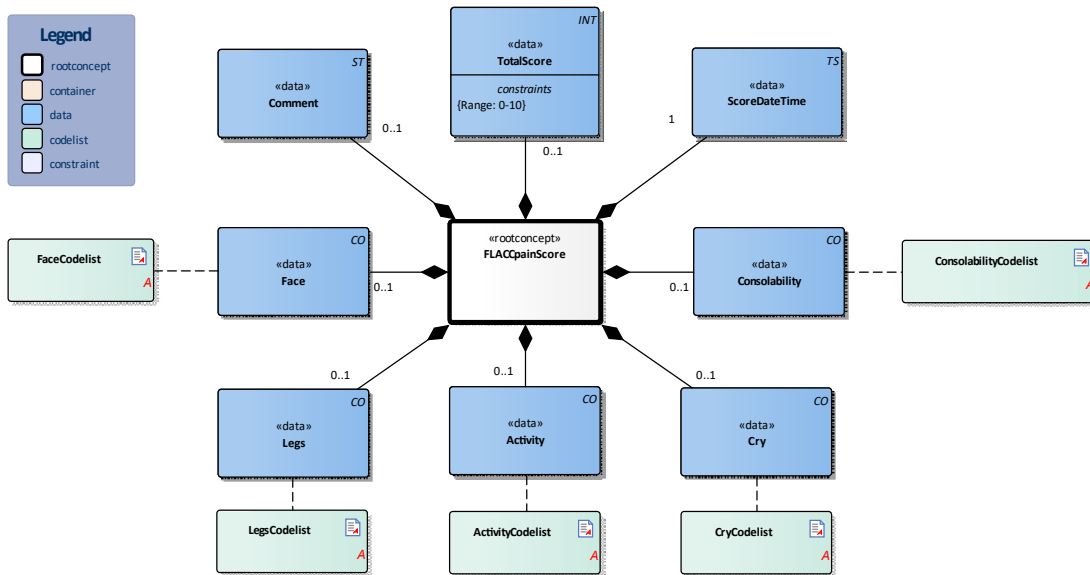 Legend
rootconcept
container
data
codelist
constraint
ST
«data»
Comment
0..1
INT
«data»
TotalScore
constraints
{Range: 0-10}
0..1
TS
«data»
ScoreDateTime
1
FaceCodelist
A
CO
«data»
Face
0..1
«rootconcept»
FLACCpainScore
CO
«data»
Consolability
0..1
ConsolabilityCodelist
A
0..1
CO
«data»
Legs
0..1
CO
«data»
Activity
0..1
CO
«data»
Cry
LegsCodelist
A
ActivityCodelist
A
CryCodelist
A